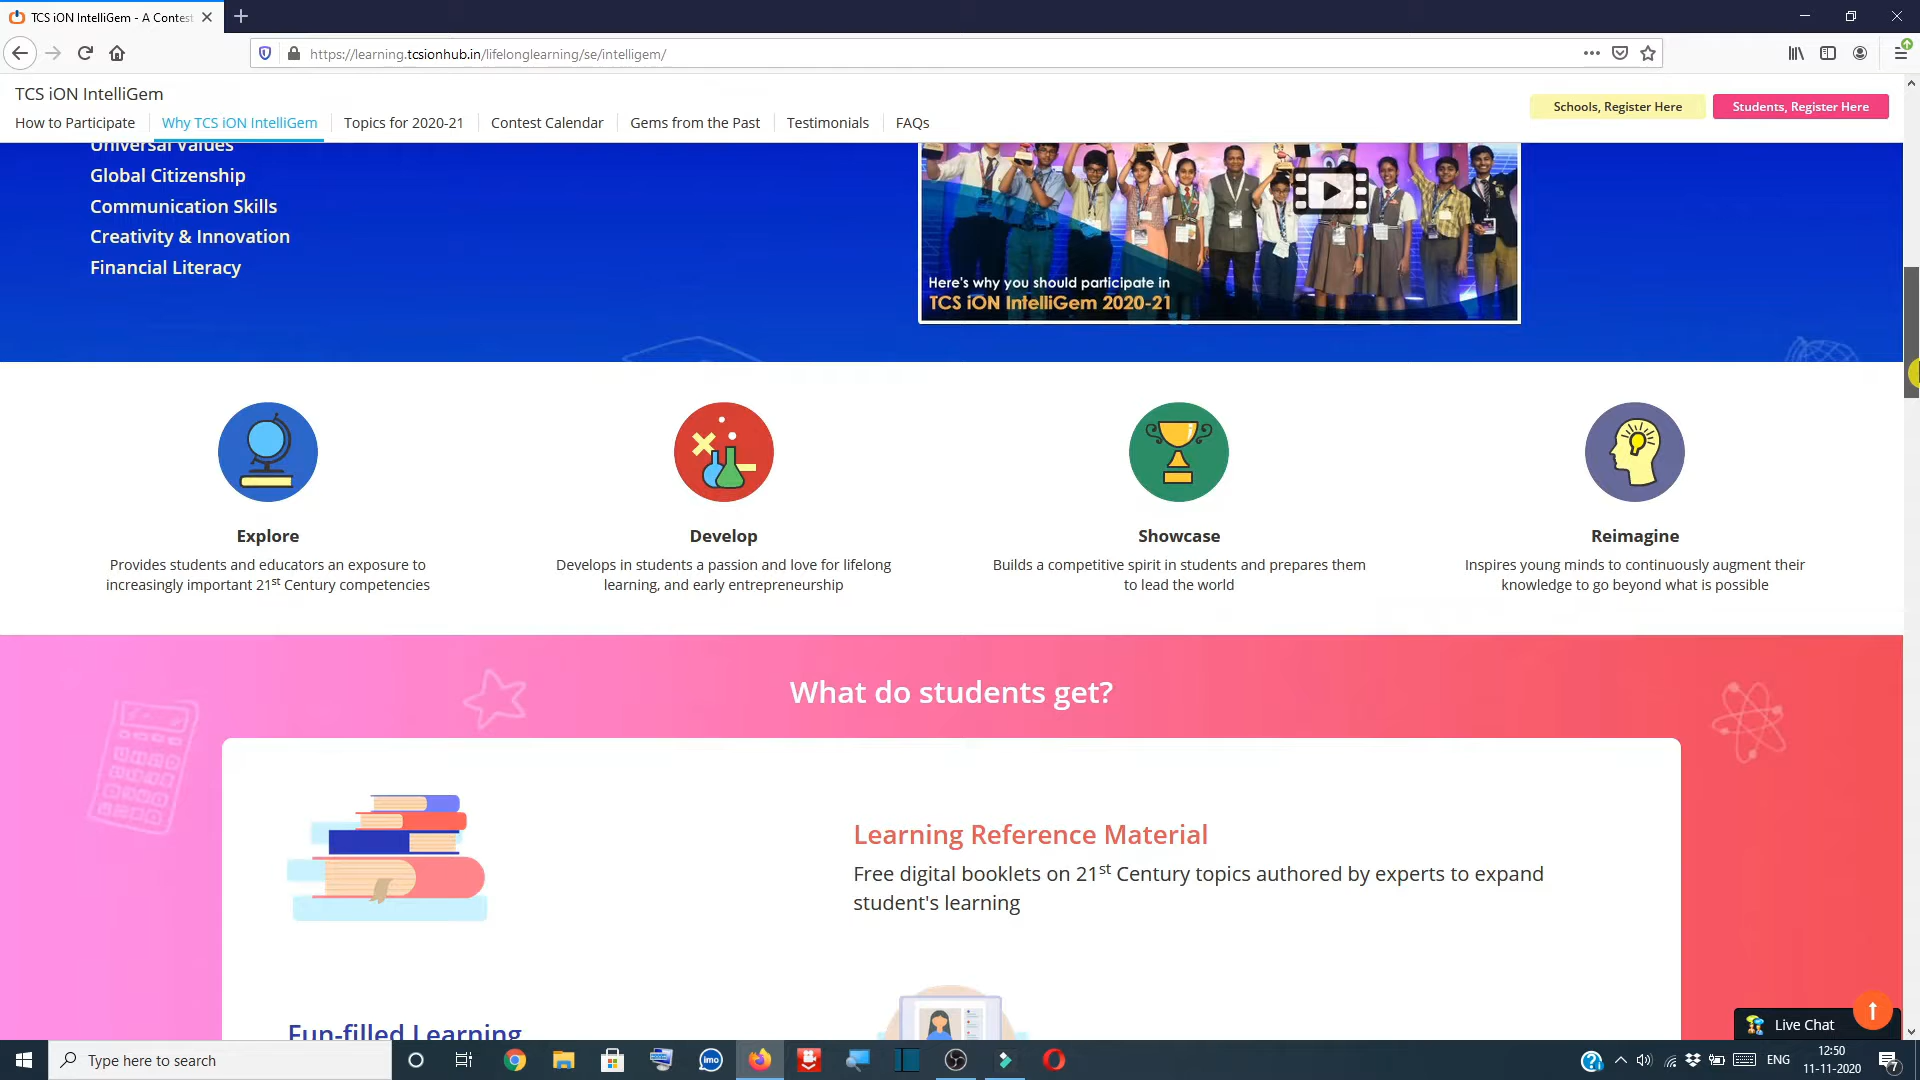 TCS iON IntelliGem - A Contest
https://learning.tcsionhub.in/lifelonglearning/se/intelligem/
TCS iON IntelliGem
Schools, Register Here
Students, Register Here
How to Participate
Why TCS iON IntelliGem
Topics for 2020-21
Contest Calendar
Gems from the Past
Testimonials
FAQs
Universal Values
Global Citizenship
Communication Skills
Creativity & Innovation
Financial Literacy
Here's why you should participate in
TCS iON IntelliGem 2020-21
Explore
Provides students and educators an exposure to
increasingly important 21st Century competencies
Develop
Develops in students a passion and love for lifelong
learning, and early entrepreneurship
Showcase
Builds a competitive spirit in students and prepares them
to lead the world
Reimagine
Inspires young minds to continuously augment their
knowledge to go beyond what is possible
What do students get?
Learning Reference Material
Free digital booklets on 21st Century topics authored by experts to expand
student's learning
Fun-filled Learning
Live Chat
Type here to search
imo
ENG
12:50
11-11-2020
7